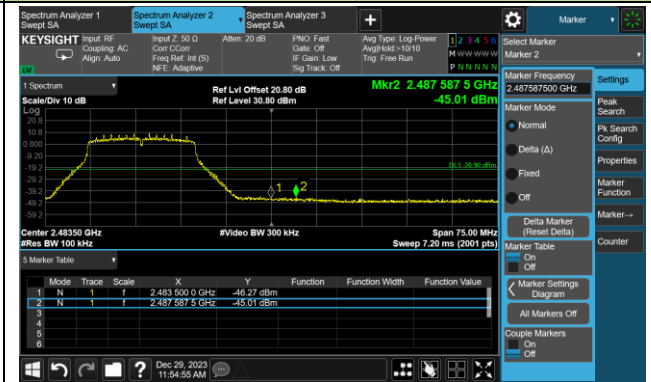 Spectrum Analyzer 1
Swept SA
Spectrum Analyzer 2
Swept SA
Spectrum Analyzer 3
Swept SA
+
Marker
KEYSIGHT
Input: RF
Coupling: AC
Align: Auto
Input Z: 50 Ω
Corr CCorr
Freq Ref: Int (S)
NFE: Adaptive
Atten: 20 dB
PNO: Fast
Gate: Off
IF Gain: Low
Sig Track: Off
Avg Type: Log-Power
Avg|Hold:>10/10
Trig: Free Run
1 2 3 4 5 6
M W W W W W
P N N N N N
Select Marker
Marker 2
1 Spectrum
Scale/Div 10 dB
Log
Ref Lvl Offset 20.80 dB
Ref Level 30.80 dBm
Mkr2 2.487 587 5 GHz
-45.01 dBm
20.8
10.8
0.800
-9.20
-19.2
-29.2
-39.2
-49.2
-59.2
DL1 -20.90 dBm
1
2
Center 2.48350 GHz
#Res BW 100 kHz
#Video BW 300 kHz
Span 75.00 MHz
Sweep 7.20 ms (2001 pts)
5 Marker Table
Mode Trace Scale X Y Function Function Width Function Value
1 N 1 f 2.483 500 0 GHz -46.27 dBm
2 N 1 f 2.487 587 5 GHz -45.01 dBm
3
4
5
6
Marker Frequency
2.487587500 GHz
Marker Mode
Normal
Delta (Δ)
Fixed
Off
Delta Marker
(Reset Delta)
Marker Table
On
Off
Marker Settings
Diagram
All Markers Off
Couple Markers
On
Off
Settings
Peak
Search
Pk Search
Config
Properties
Marker
Function
Marker→
Counter
?
Dec 29, 2023
11:54:55 AM